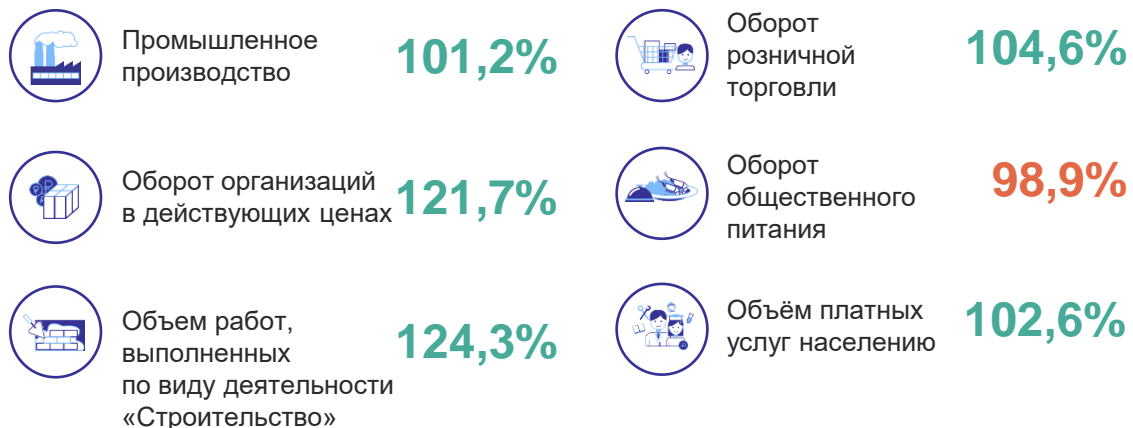 Промышленное
производство
101,2%
Оборот организаций
в действующих ценах
121,7%
Объем работ,
выполненных
по виду деятельности
«Строительство»
124,3%
Оборот
розничной
торговли
104,6%
Оборот
общественного
питания
98,9%
Объём платных
услуг населению
102,6%